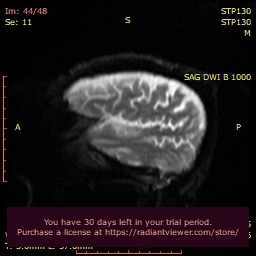 Im: 44/48
Se: 11
S
STP130
STP130
M
SAG DWI B 1000
A
P
You have 30 days left in your trial period.
Purchase a license at https://radiantviewer.com/store/